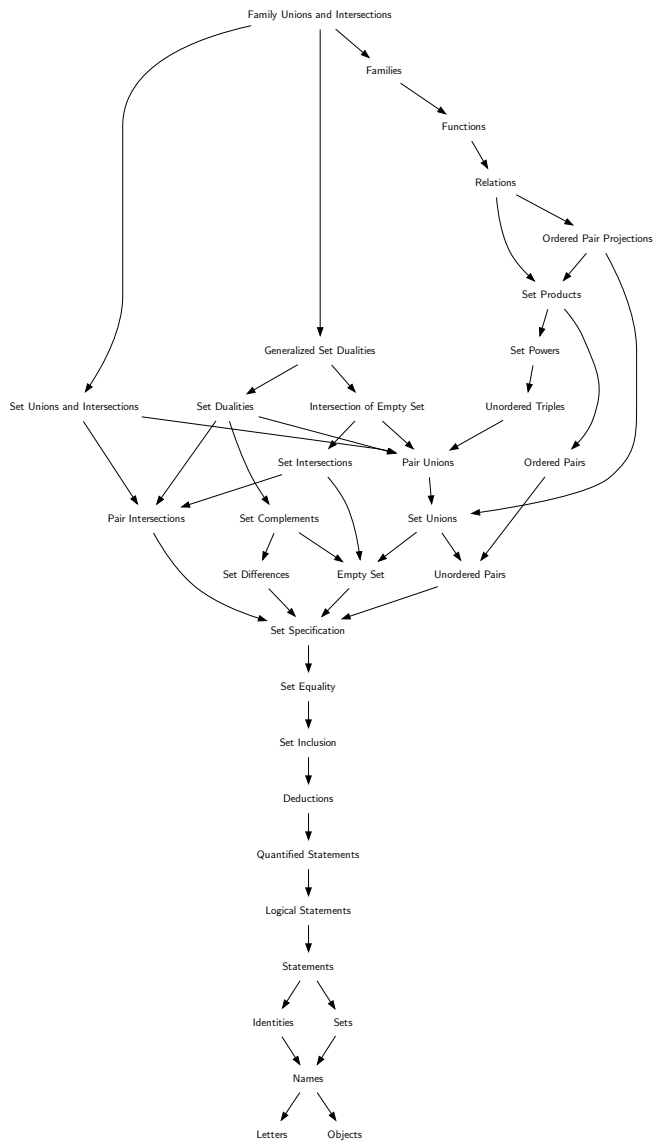 Family Unions and Intersections
Families
Functions
Relations
Ordered Pair Projections
Set Products
Generalized Set Dualities
Set Powers
Set Unions and Intersections
Set Dualities
Intersection of Empty Set
Unordered Triples
Set Intersections
Pair Unions
Ordered Pairs
Pair Intersections
Set Complements
Set Unions
Set Differences
Empty Set
Unordered Pairs
Set Specification
Set Equality
Set Inclusion
Deductions
Quantified Statements
Logical Statements
Statements
Identities
Sets
Names
Letters
Objects